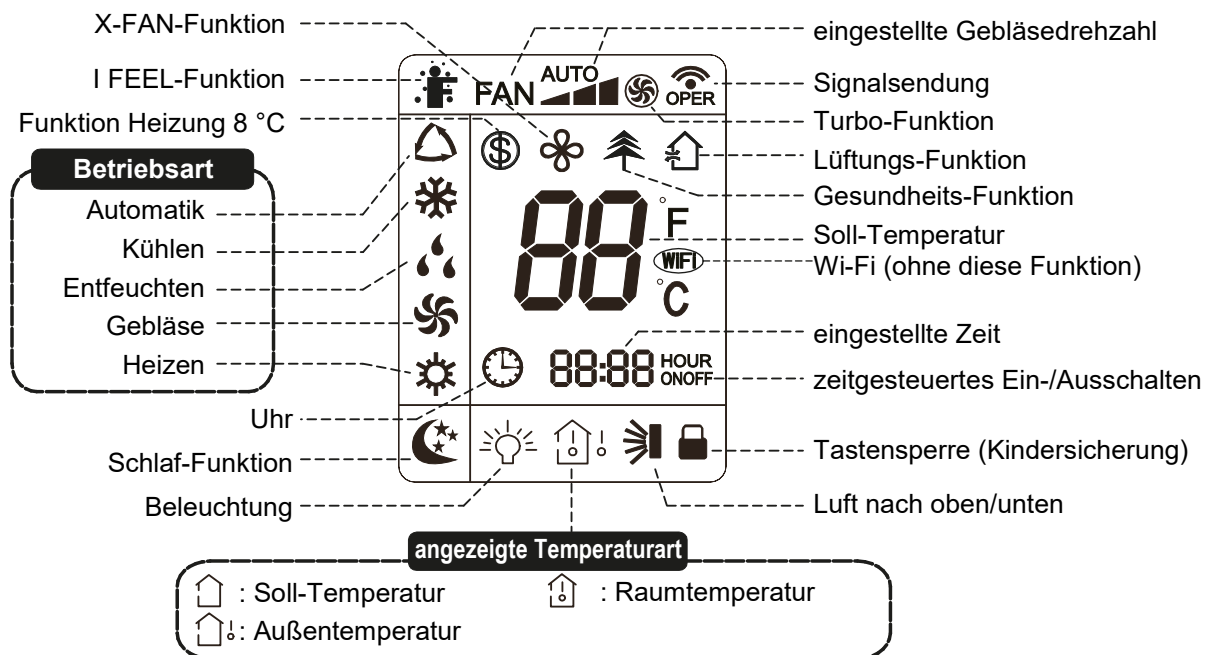 X-FAN-Funktion
I FEEL-Funktion
Funktion Heizung 8 °C
Betriebsart
Automatik
Kühlen
Entfeuchten
Gebläse
Heizen
Uhr
Schlaf-Funktion
Beleuchtung
FAN AUTO OPER
$
88 °F
WIFI
°C
88:88 HOUR
ONOFF
eingestellte Gebläsedrehzahl
Signalsendung
Turbo-Funktion
Lüftungs-Funktion
Gesundheits-Funktion
Soll-Temperatur
Wi-Fi (ohne diese Funktion)
eingestellte Zeit
zeitgesteuertes Ein-/Ausschalten
Tastensperre (Kindersicherung)
Luft nach oben/unten
angezeigte Temperaturart
: Soll-Temperatur : Raumtemperatur
: Außentemperatur